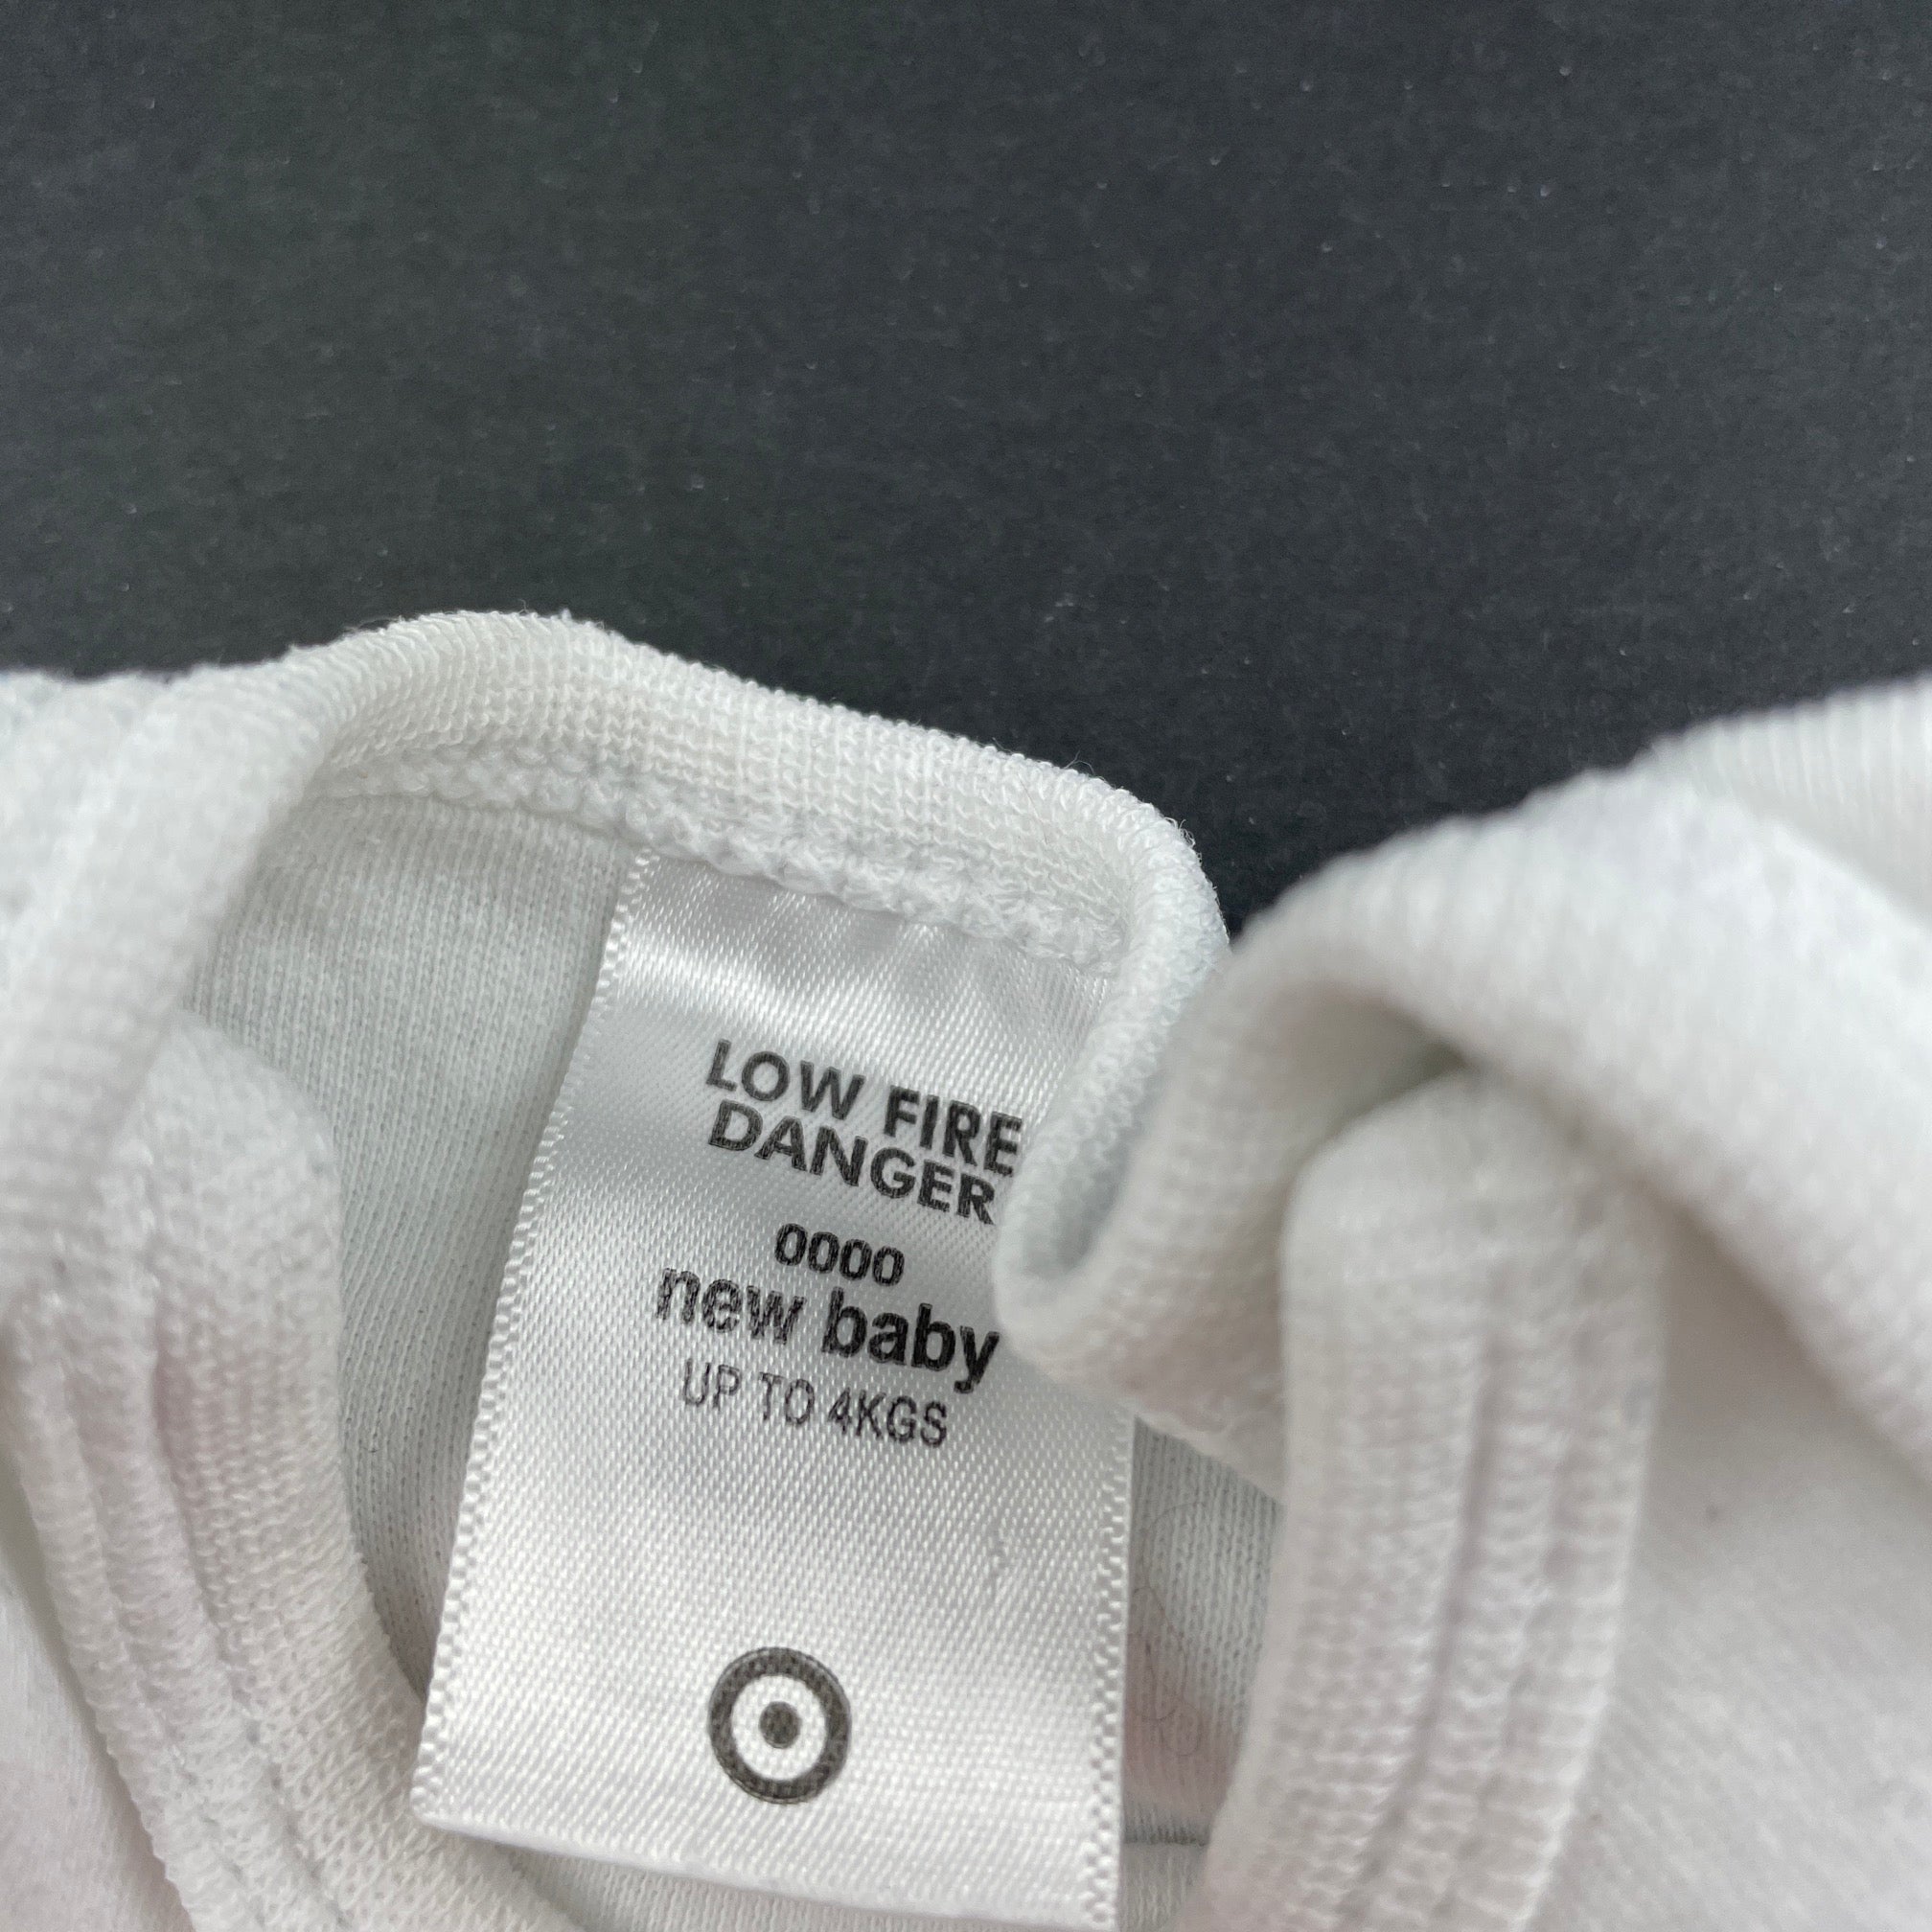 LOW FIRE
DANGER
0000
new baby
UP TO 4KGS